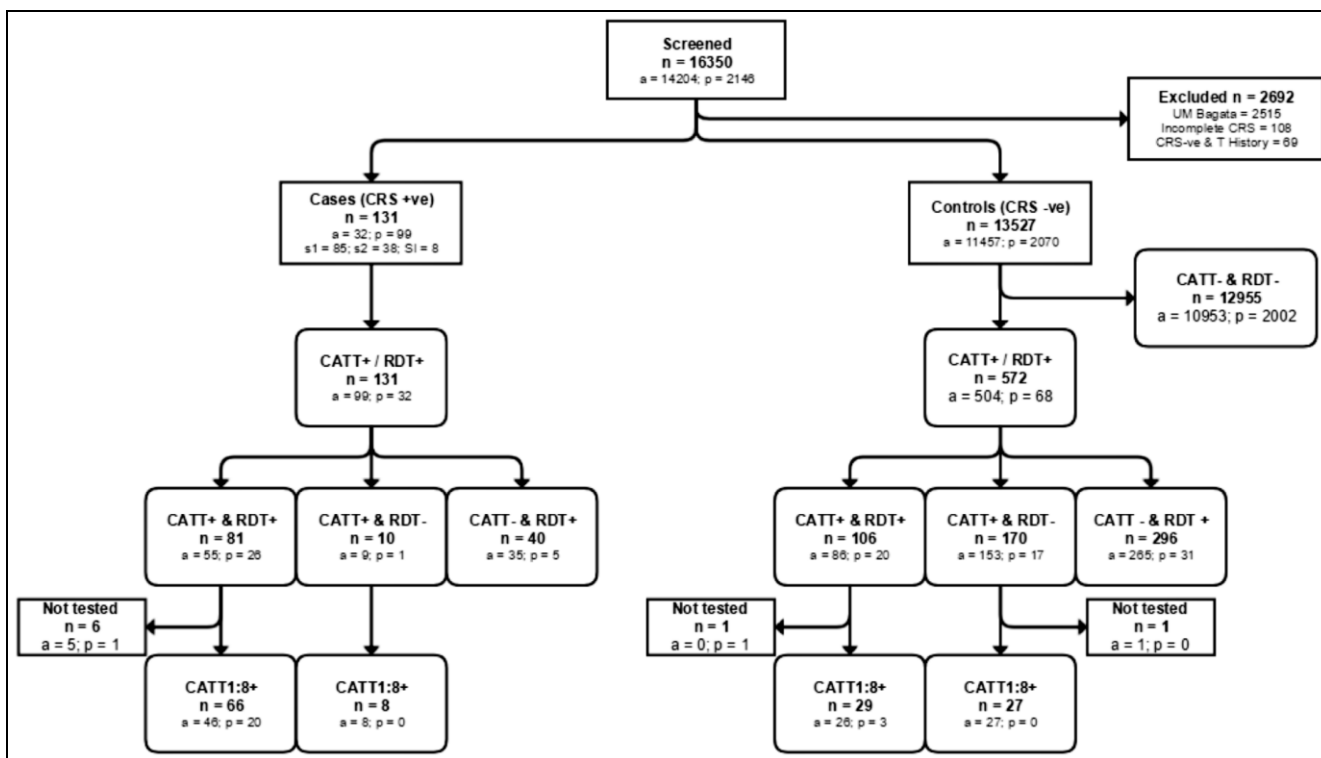 Screened
n = 16350
a = 14204; p = 2146
Excluded n = 2692
UM Bagata = 2515
Incomplete CRS = 108
CRS-ve & T History = 69
Cases (CRS +ve)
n = 131
a = 32; p = 99
s1 = 85; s2 = 38; SI = 8
Controls (CRS -ve)
n = 13527
a = 11457; p = 2070
CATT- & RDT-
n = 12955
a = 10953; p = 2002
CATT+ / RDT+
n = 131
a = 99; p = 32
CATT+ / RDT+
n = 572
a = 504; p = 68
CATT+ & RDT+
n = 81
a = 55; p = 26
CATT+ & RDT-
n = 10
a = 9; p = 1
CATT- & RDT+
n = 40
a = 35; p = 5
CATT+ & RDT+
n = 106
a = 86; p = 20
CATT+ & RDT-
n = 170
a = 153; p = 17
CATT - & RDT +
n = 296
a = 265; p = 31
Not tested
n = 6
a = 5; p = 1
Not tested
n = 1
a = 0; p = 1
Not tested
n = 1
a = 1; p = 0
CATT1:8+
n = 66
a = 46; p = 20
CATT1:8+
n = 8
a = 8; p = 0
CATT1:8+
n = 29
a = 26; p = 3
CATT1:8+
n = 27
a = 27; p = 0